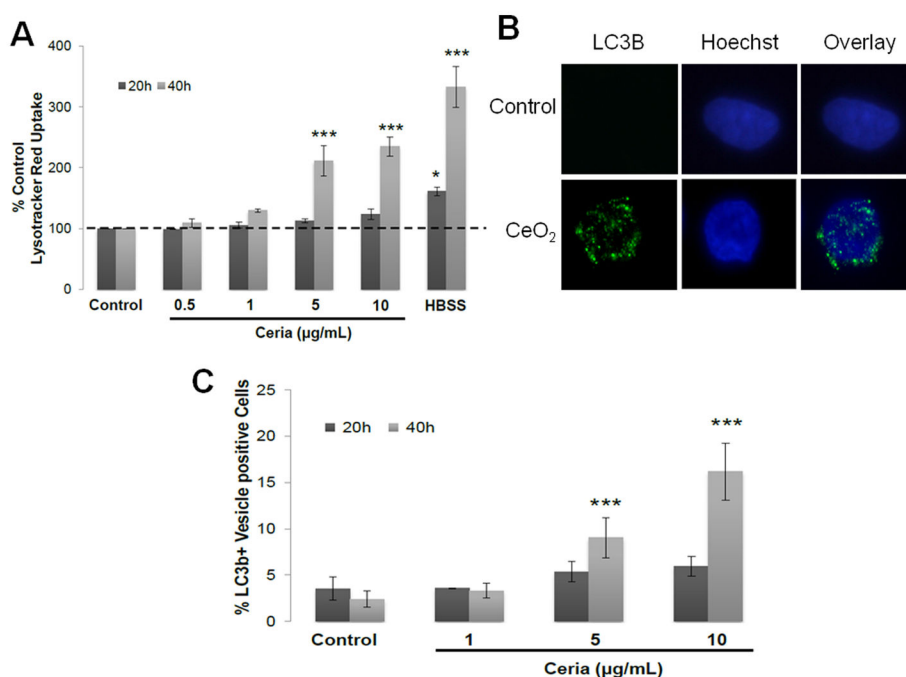 A
% Control
Lysotracker Red Uptake
400
300
200
100
0
20h 40h
***
***
***
*
Control 0.5 1 5 10 HBSS
Ceria (µg/mL)
B
LC3B Hoechst Overlay
Control
CeO₂
C
% LC3b+ Vesicle positive Cells
25
20
15
10
5
0
20h 40h
***
***
Control 1 5 10
Ceria (µg/mL)